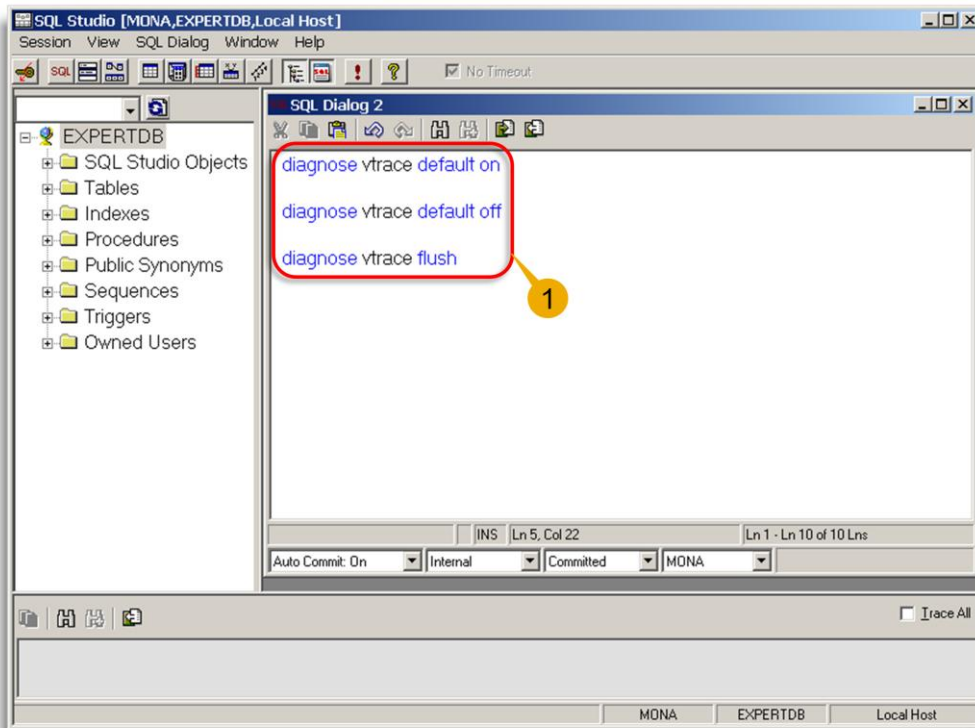 SQL Studio [MONA,EXPERTDB,Local Host]
Session View SQL Dialog Window Help
SQL
SQL
No Timeout
EXPERTDB
SQL Studio Objects
Tables
Indexes
Procedures
Public Synonyms
Sequences
Triggers
Owned Users
SQL Dialog 2
diagnose vtrace default on
diagnose vtrace default off
diagnose vtrace flush
1
INS Ln 5, Col 22 Ln 1 - Ln 10 of 10 Lns
Auto Commit: On Internal Committed MONA
Trace All
MONA EXPERTDB Local Host